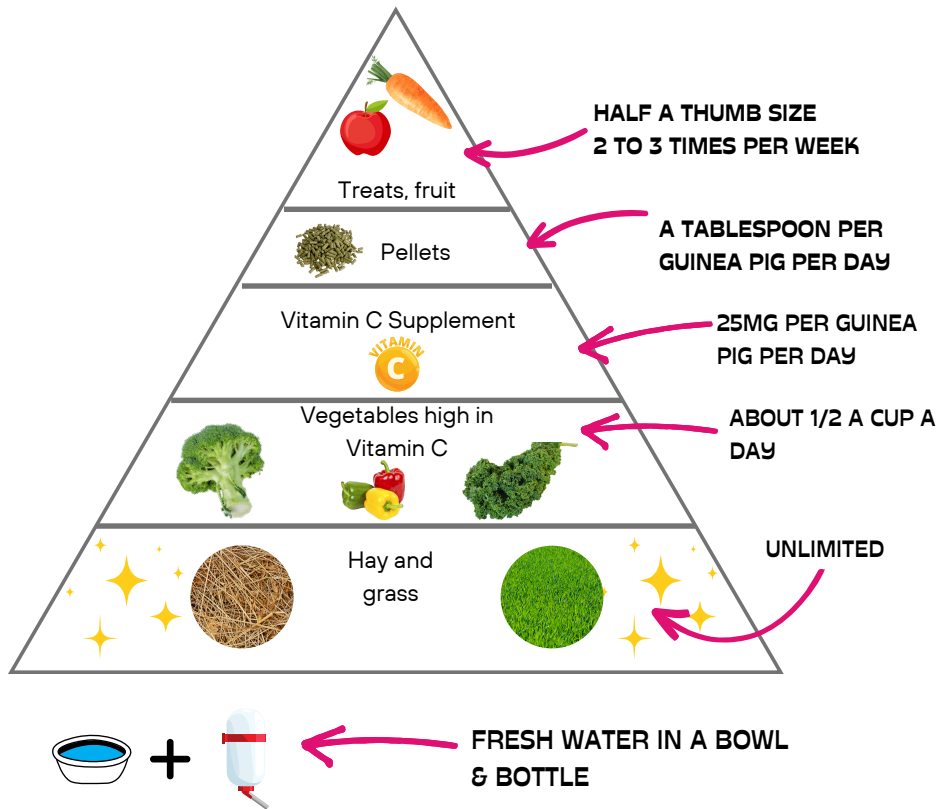 HALF A THUMB SIZE
2 TO 3 TIMES PER WEEK
Treats, fruit
A TABLESPOON PER
GUINEA PIG PER DAY
Pellets
Vitamin C Supplement
VITAMIN
C
25MG PER GUINEA
PIG PER DAY
Vegetables high in
Vitamin C
ABOUT 1/2 A CUP A
DAY
Hay and
grass
UNLIMITED
+
FRESH WATER IN A BOWL
& BOTTLE